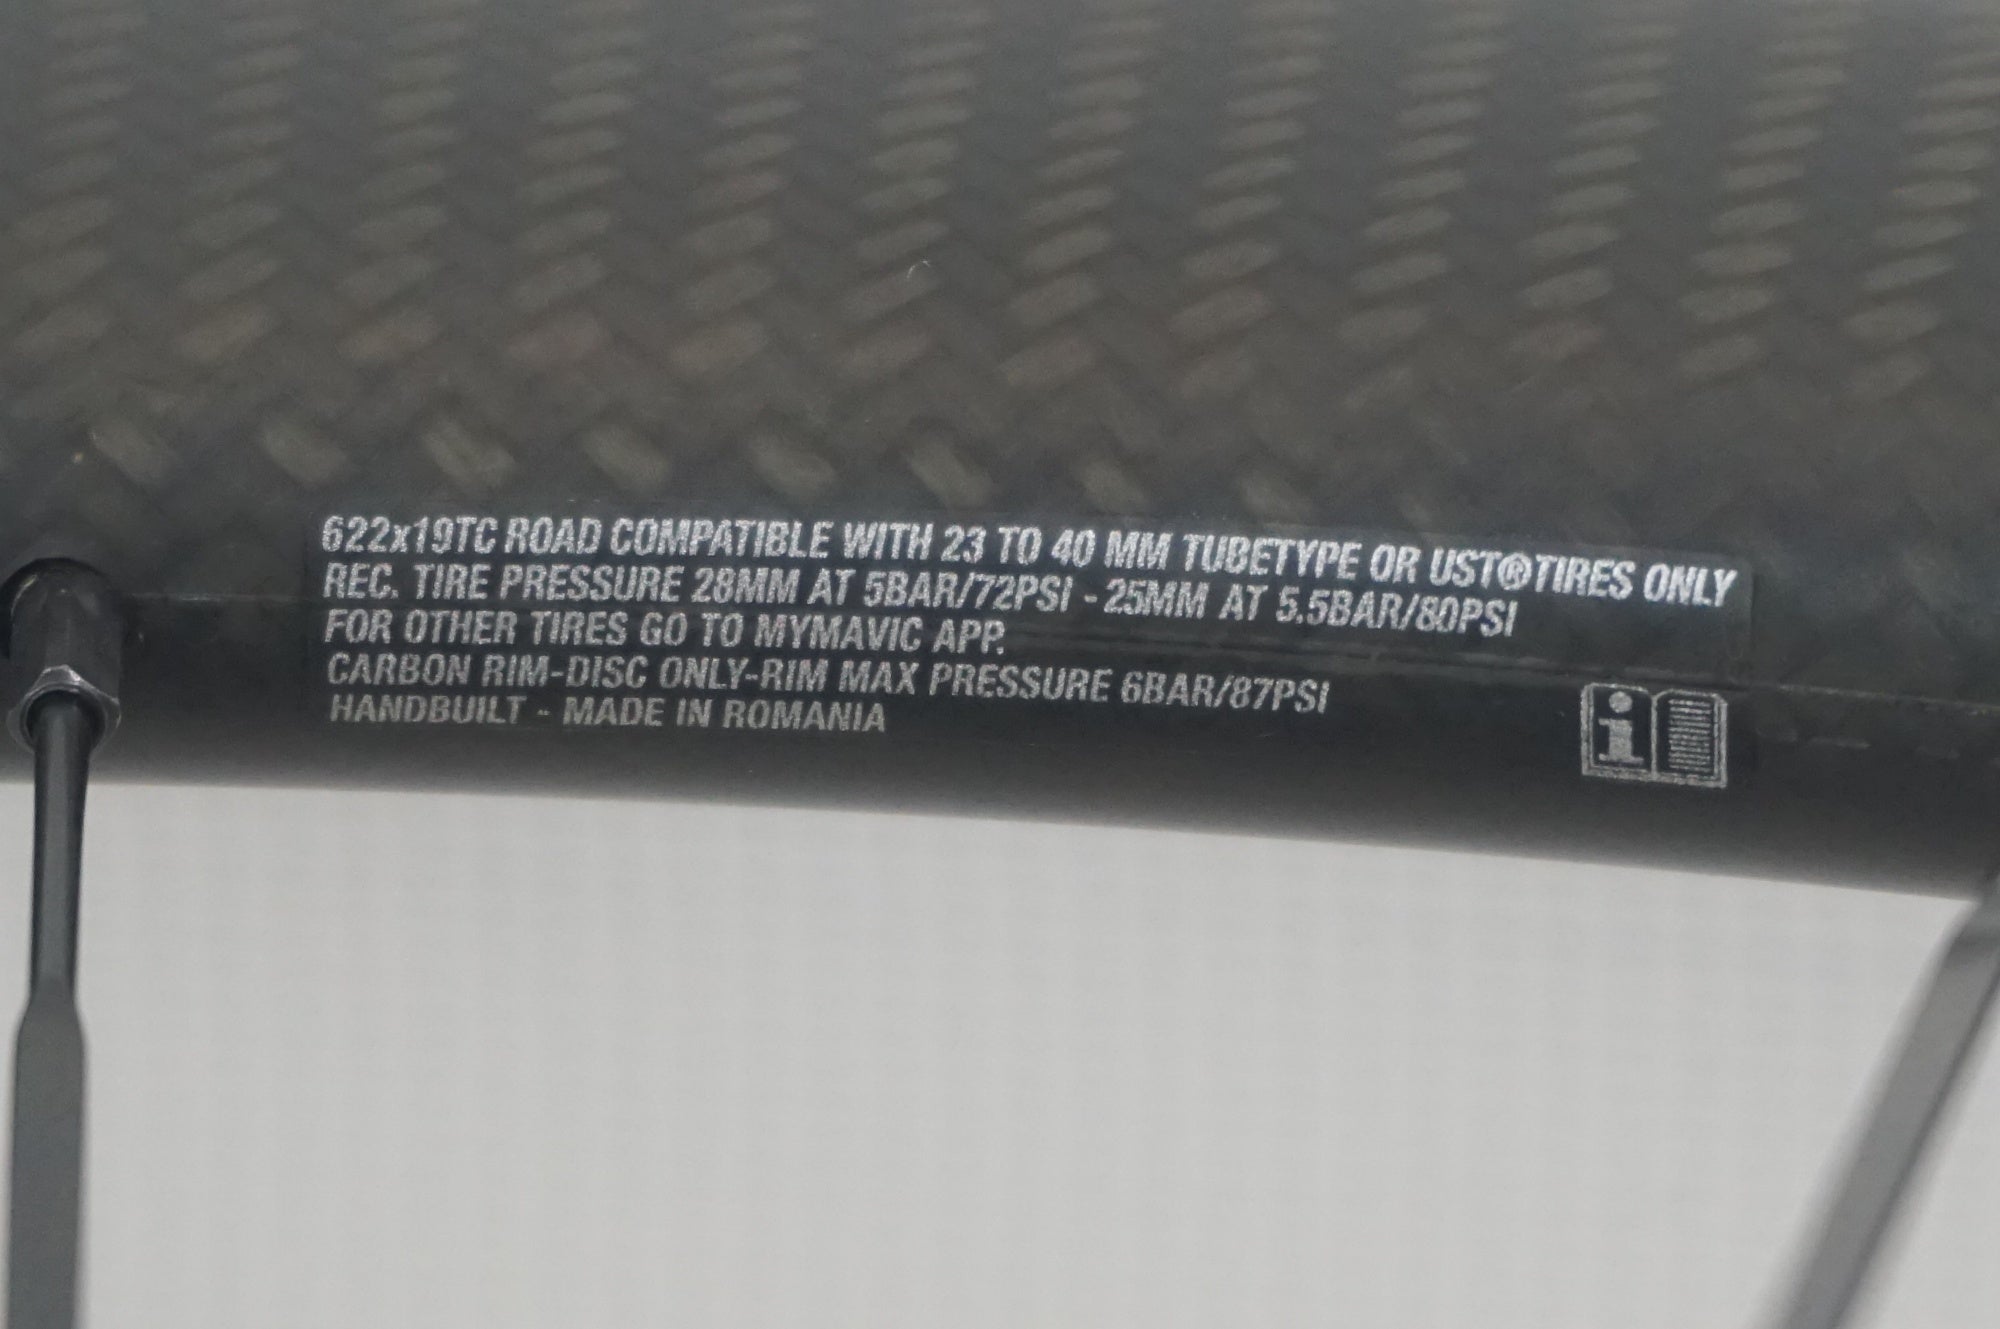 622x19TC ROAD COMPATIBLE WITH 23 TO 40 MM TUBETYPE OR UST® TIRES ONLY
REC. TIRE PRESSURE 28MM AT 5BAR/72PSI - 25MM AT 5.5BAR/80PSI
FOR OTHER TIRES GO TO MYMAVIC APP.
CARBON RIM-DISC ONLY-RIM MAX PRESSURE 6BAR/87PSI
HANDBUILT - MADE IN ROMANIA
i